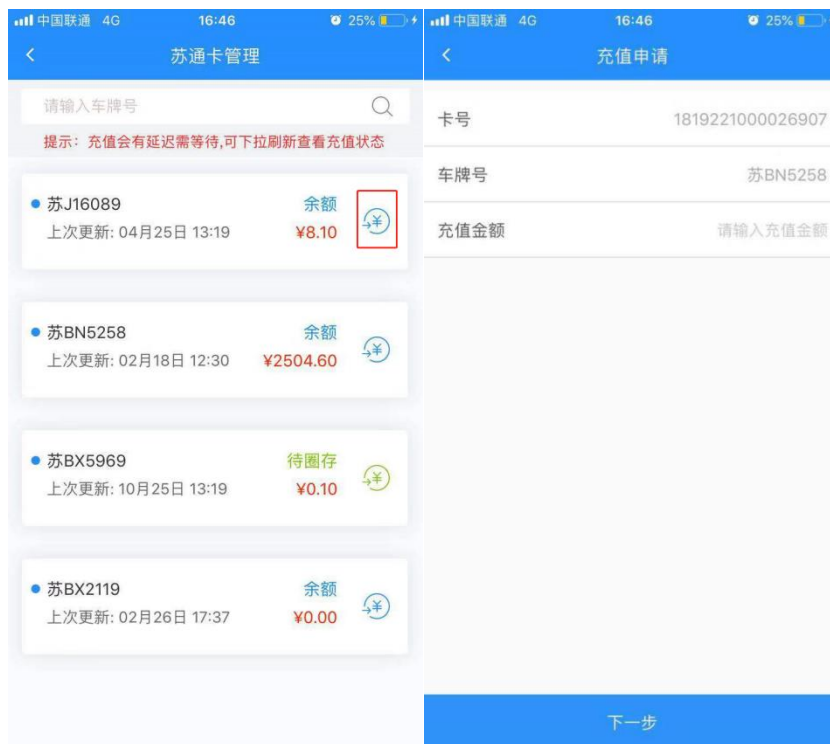 中国联通 4G 16:46 25%
苏通卡管理
请输入车牌号
提示：充值会有延迟需等待,可下拉刷新查看充值状态
苏J16089 余额
上次更新: 04月25日 13:19 ¥8.10
苏BN5258 余额
上次更新: 02月18日 12:30 ¥2504.60
苏BX5969 待圈存
上次更新: 10月25日 13:19 ¥0.10
苏BX2119 余额
上次更新: 02月26日 17:37 ¥0.00
中国联通 4G 16:46 25%
充值申请
卡号 1819221000026907
车牌号 苏BN5258
充值金额 请输入充值金额
下一步